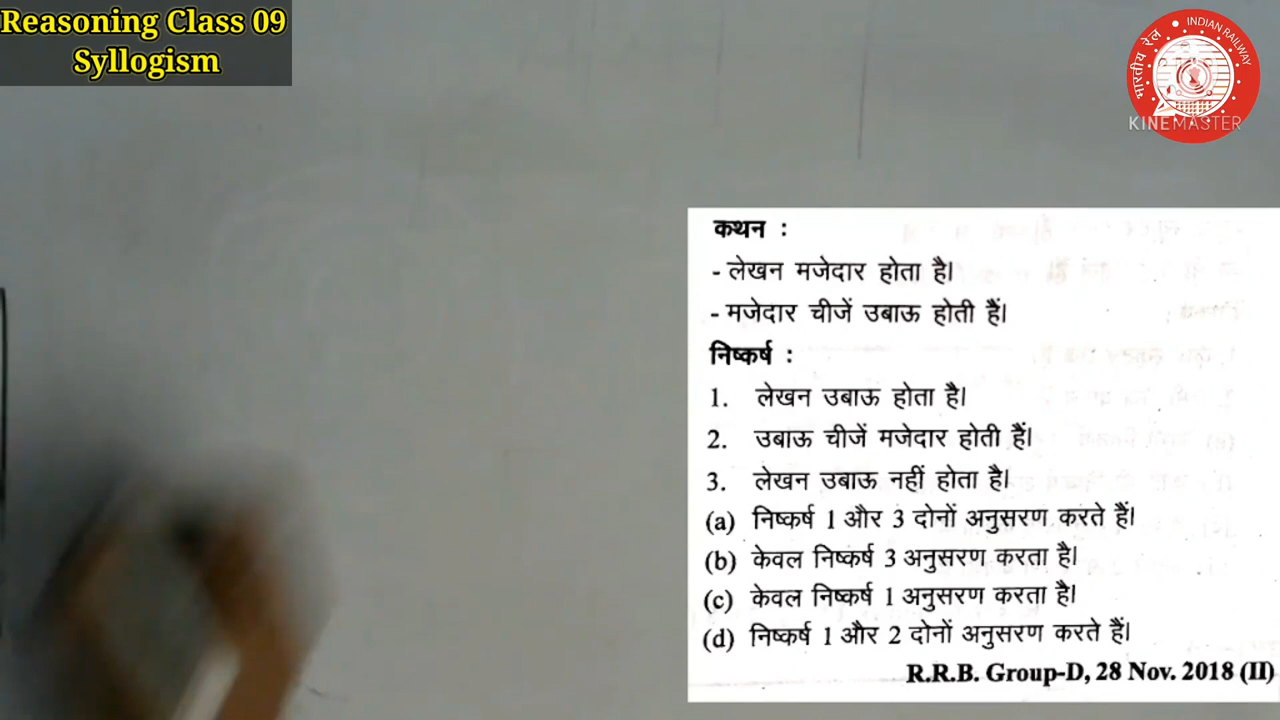 Reasoning Class 09
Syllogism
भारतीय रेल
INDIAN RAILWAY
KINEMASTER
कथन :
- लेखन मजेदार होता है।
- मजेदार चीजें उबाऊ होती हैं।
निष्कर्ष :
1. लेखन उबाऊ होता है।
2. उबाऊ चीजें मजेदार होती हैं।
3. लेखन उबाऊ नहीं होता है।
(a) निष्कर्ष 1 और 3 दोनों अनुसरण करते हैं।
(b) केवल निष्कर्ष 3 अनुसरण करता है।
(c) केवल निष्कर्ष 1 अनुसरण करता है।
(d) निष्कर्ष 1 और 2 दोनों अनुसरण करते हैं।
R.R.B. Group-D, 28 Nov. 2018 (II)